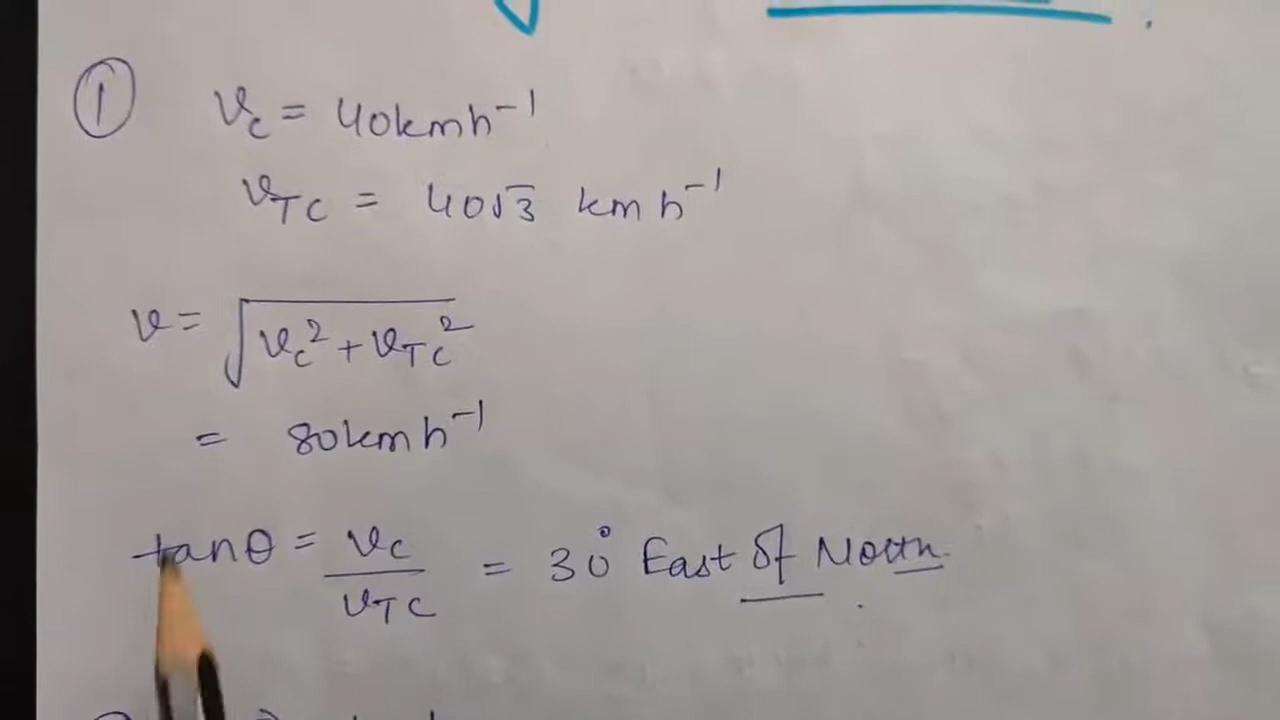 ① v_c = 40kmh⁻¹
v_TC = 40√3 kmh⁻¹
v = √(v_c² + v_TC²)
= 80kmh⁻¹
tanθ = v_c / v_TC = 30° East of North.